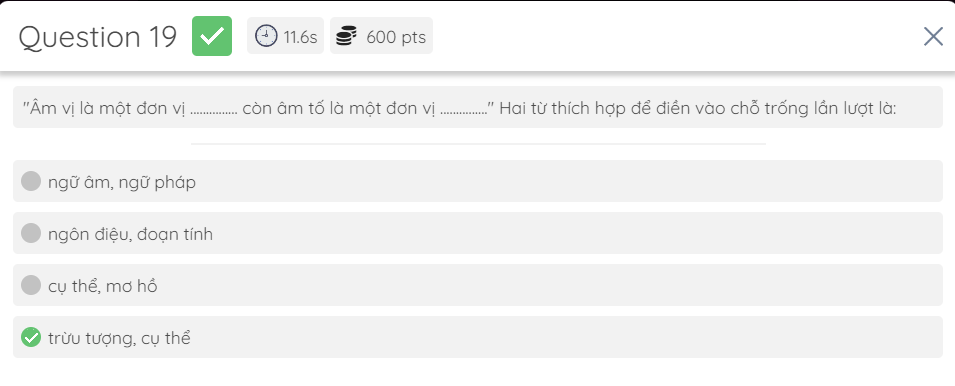 Question 19 11.6s 600 pts
"Âm vị là một đơn vị .............. còn âm tố là một đơn vị .............." Hai từ thích hợp để điền vào chỗ trống lần lượt là:
ngữ âm, ngữ pháp
ngôn điệu, đoạn tính
cụ thể, mơ hồ
trừu tượng, cụ thể